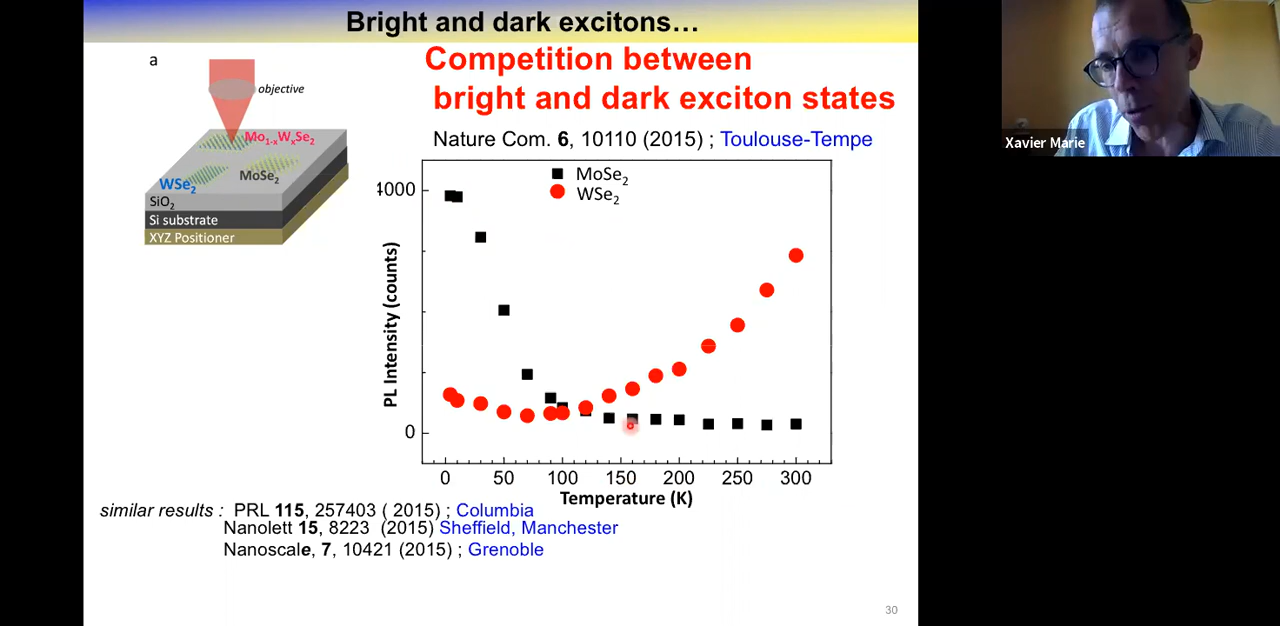 Bright and dark excitons…
Competition between
bright and dark exciton states
Nature Com. 6, 10110 (2015) ; Toulouse-Tempe
a
objective
Mo1-xWxSe2
MoSe2
WSe2
SiO2
Si substrate
XYZ Positioner
MoSe2
WSe2
4000
0
PL Intensity (counts)
0 50 100 150 200 250 300
Temperature (K)
similar results : PRL 115, 257403 ( 2015) ; Columbia
Nanolett 15, 8223 (2015) Sheffield, Manchester
Nanoscale, 7, 10421 (2015) ; Grenoble
30
Xavier Marie